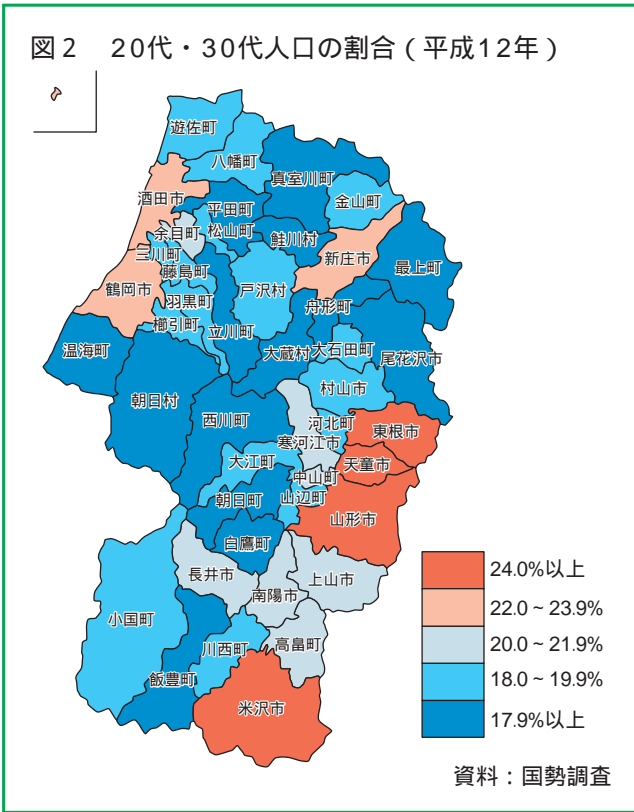 図2 20代・30代人口の割合(平成12年)
遊佐町
八幡町
真室川町
金山町
酒田市
平田町
余目町
松山町
鮭川村
新庄市
最上町
三川町
藤島町
戸沢村
鶴岡市
羽黒町
舟形町
櫛引町
立川町
大蔵村
大石田町
尾花沢市
温海町
村山市
朝日村
西川町
河北町
東根市
寒河江市
大江町
天童市
中山町
朝日町
山辺町
山形市
白鷹町
長井市
上山市
南陽市
小国町
川西町
高畠町
飯豊町
米沢市
24.0%以上
22.0~23.9%
20.0~21.9%
18.0~19.9%
17.9%以上
資料:国勢調査